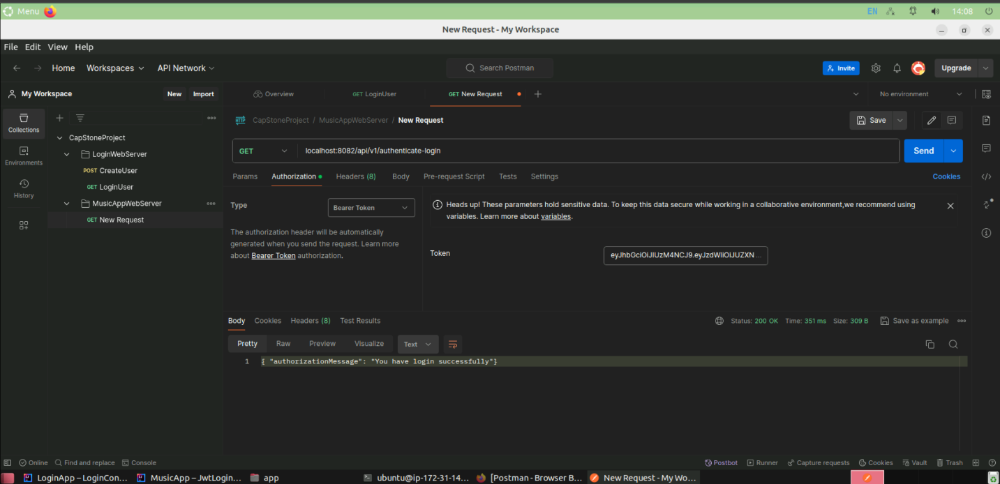 Menu EN 14:08
New Request - My Workspace
File Edit View Help
Home Workspaces API Network Search Postman Invite Upgrade
My Workspace New Import Overview GET LoginUser GET New Request No environment
Collections
Environments
History
CapStoneProject
LoginWebServer
POST CreateUser
GET LoginUser
MusicAppWebServer
GET New Request
HTTP CapStoneProject / MusicAppWebServer / New Request Save
GET localhost:8082/api/v1/authenticate-login Send
Params Authorization Headers (8) Body Pre-request Script Tests Settings Cookies
Type Bearer Token
The authorization header will be automatically
generated when you send the request. Learn more
about Bearer Token authorization.
Heads up! These parameters hold sensitive data. To keep this data secure while working in a collaborative environment,we recommend using
variables. Learn more about variables.
Token eyJhbGciOiJIUzM4NCJ9.eyJzdWIiOiJUZXN ...
Body Cookies Headers (8) Test Results Status: 200 OK Time: 351 ms Size: 309 B Save as example
Pretty Raw Preview Visualize Text
1 { "authorizationMessage": "You have login successfully"}
Online Find and replace Console Postbot Runner Capture requests Cookies Vault Trash
LoginApp – LoginCon... MusicApp – JwtLogin... app ubuntu@ip-172-31-14... [Postman - Browser B... New Request - My Wo...